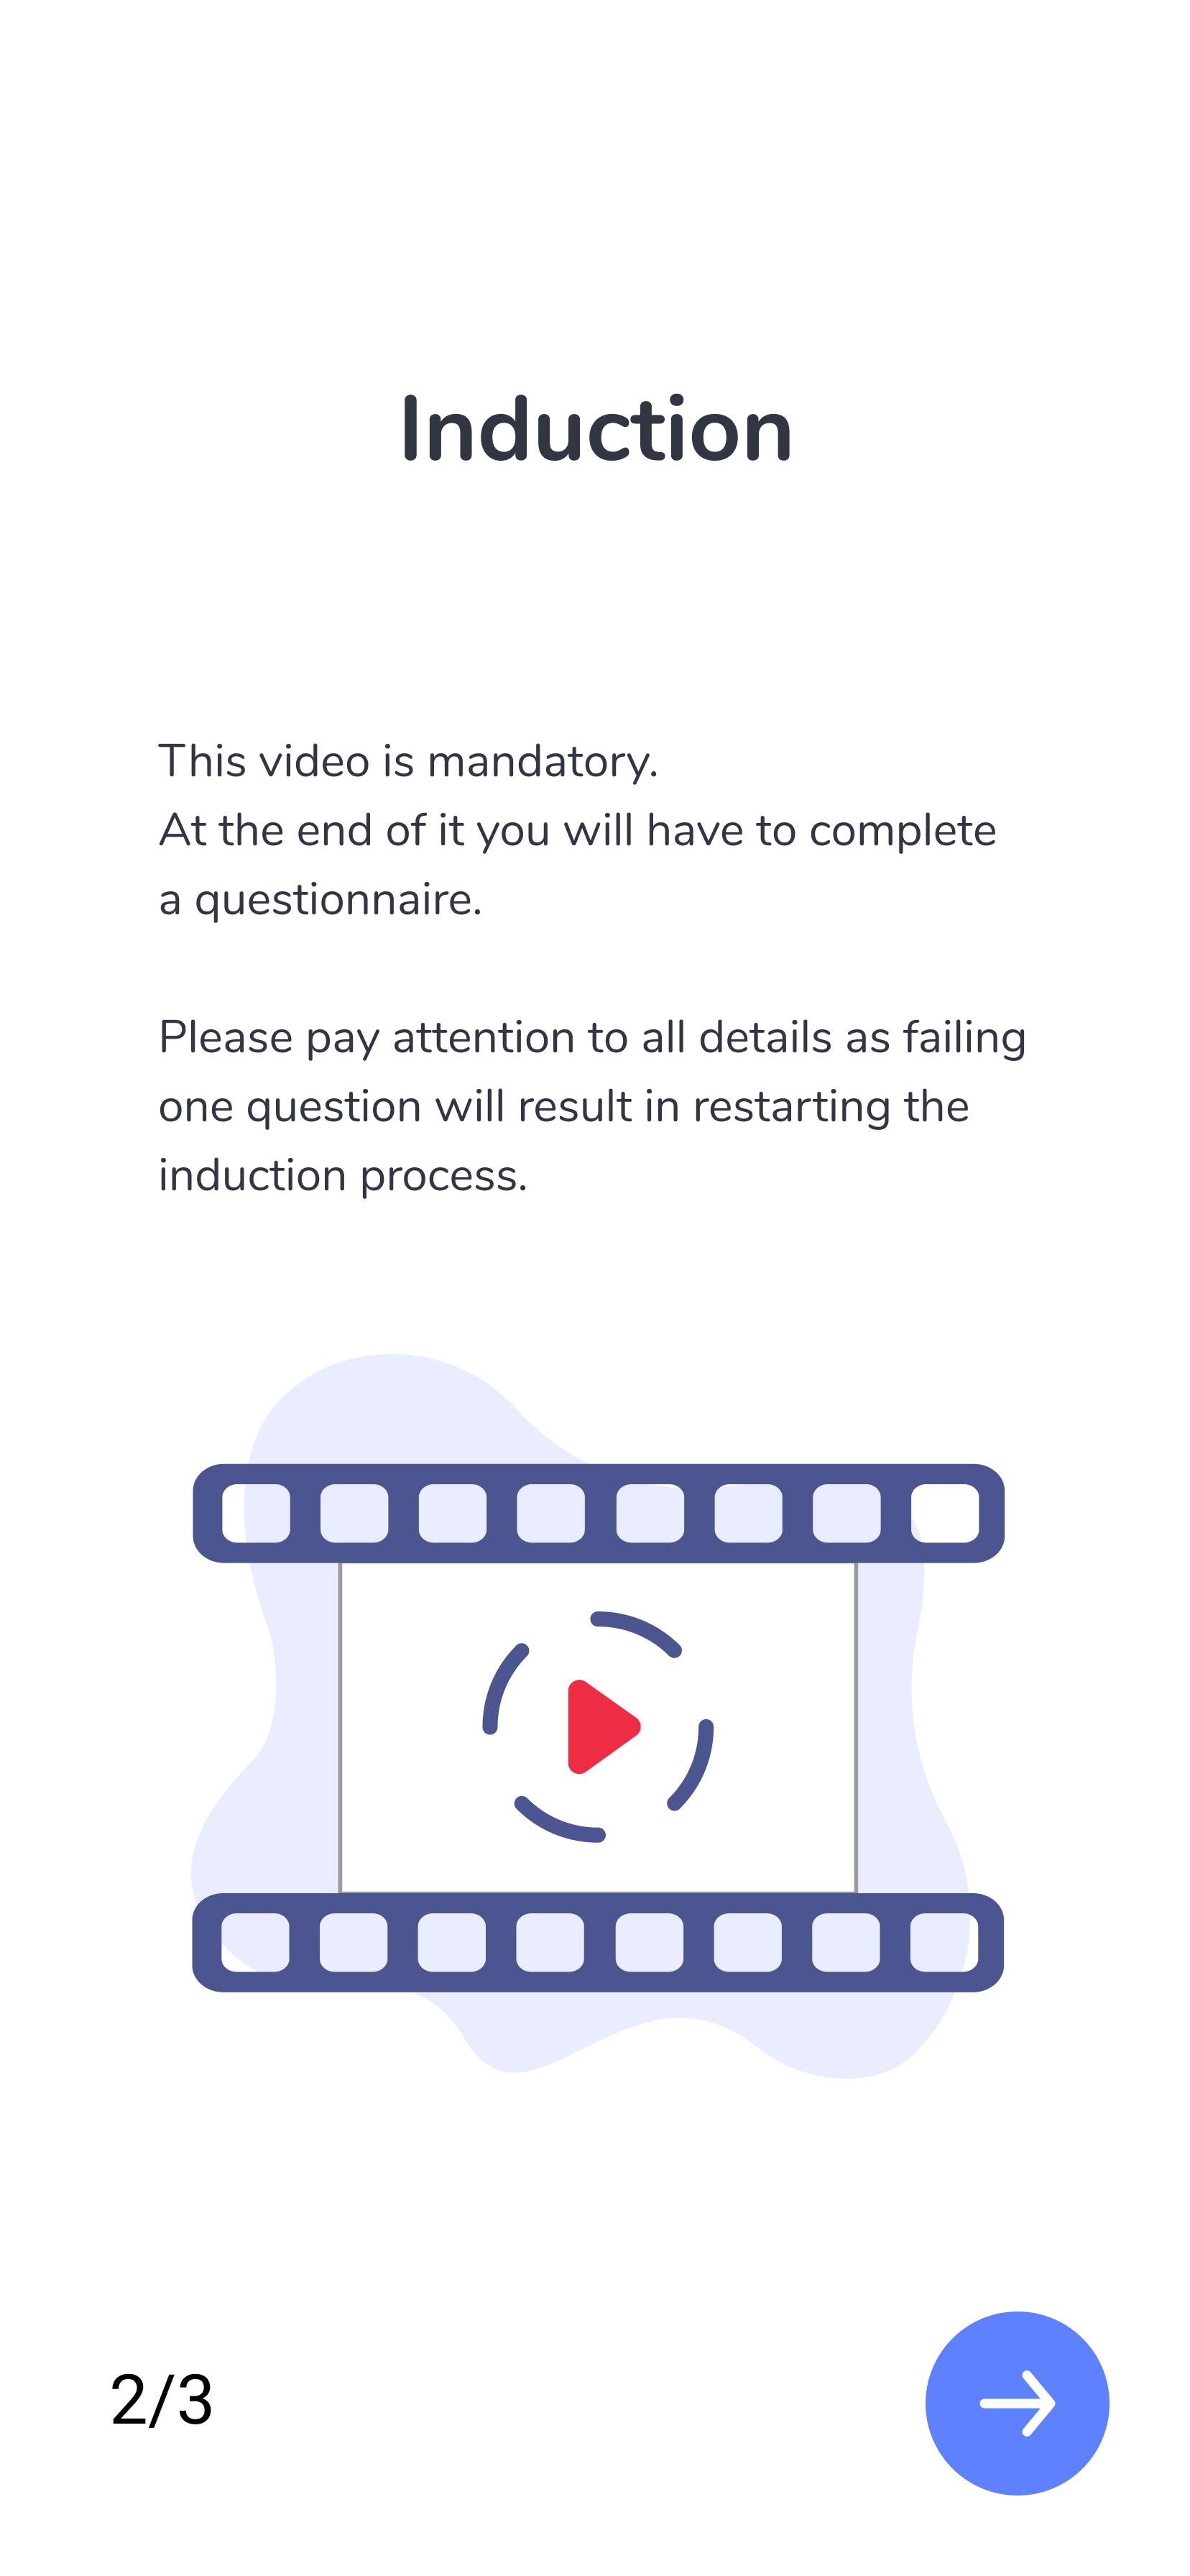 Induction
This video is mandatory.
At the end of it you will have to complete
a questionnaire.
Please pay attention to all details as failing
one question will result in restarting the
induction process.
2/3